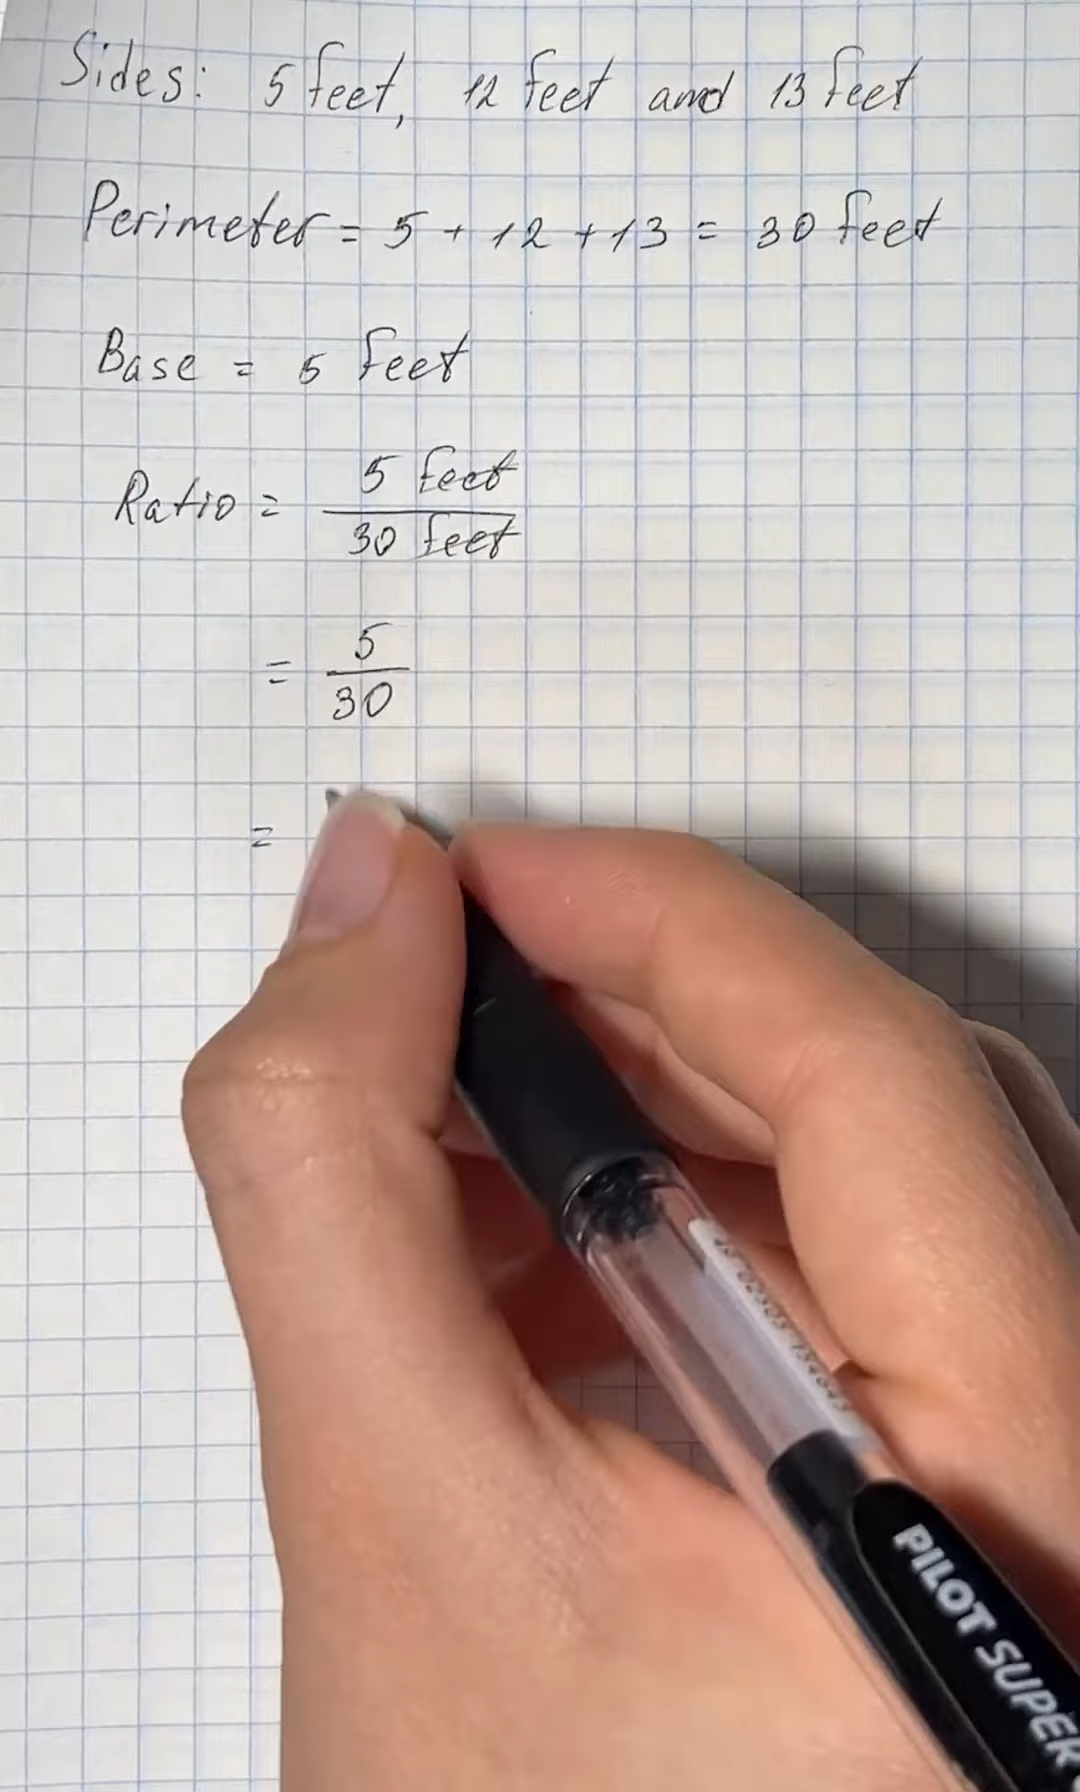 Sides: 5 feet, 12 feet and 13 feet
Perimeter = 5 + 12 + 13 = 30 feet
Base = 5 feet
Ratio = 5 feet
30 feet
= 5
30
=
PILOT SUPER